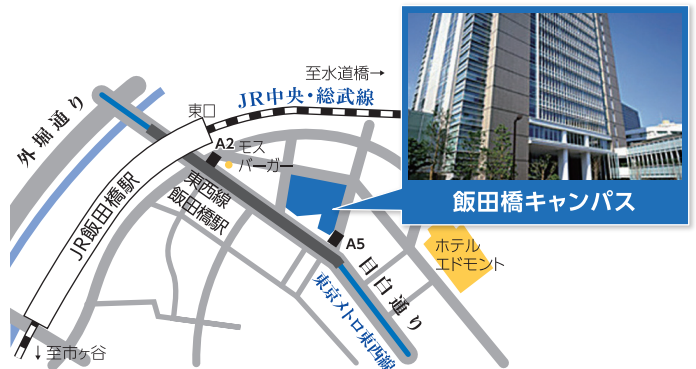 至水道橋→
外堀通り
東口
JR中央・総武線
A2
モス
バーガー
JR飯田橋駅
東西線
飯田橋駅
飯田橋キャンパス
A5
ホテル
エドモント
目白通り
東京メトロ東西線
↓至市ヶ谷